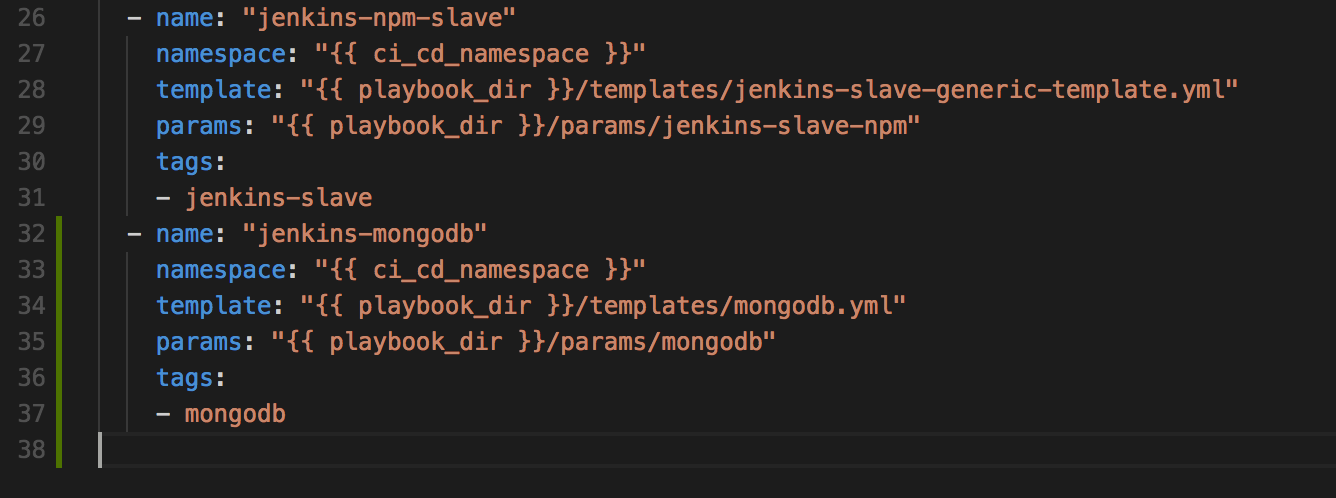 26 - name: "jenkins-npm-slave"
27 namespace: "{{ ci_cd_namespace }}"
28 template: "{{ playbook_dir }}/templates/jenkins-slave-generic-template.yml"
29 params: "{{ playbook_dir }}/params/jenkins-slave-npm"
30 tags:
31 - jenkins-slave
32 - name: "jenkins-mongodb"
33 namespace: "{{ ci_cd_namespace }}"
34 template: "{{ playbook_dir }}/templates/mongodb.yml"
35 params: "{{ playbook_dir }}/params/mongodb"
36 tags:
37 - mongodb
38